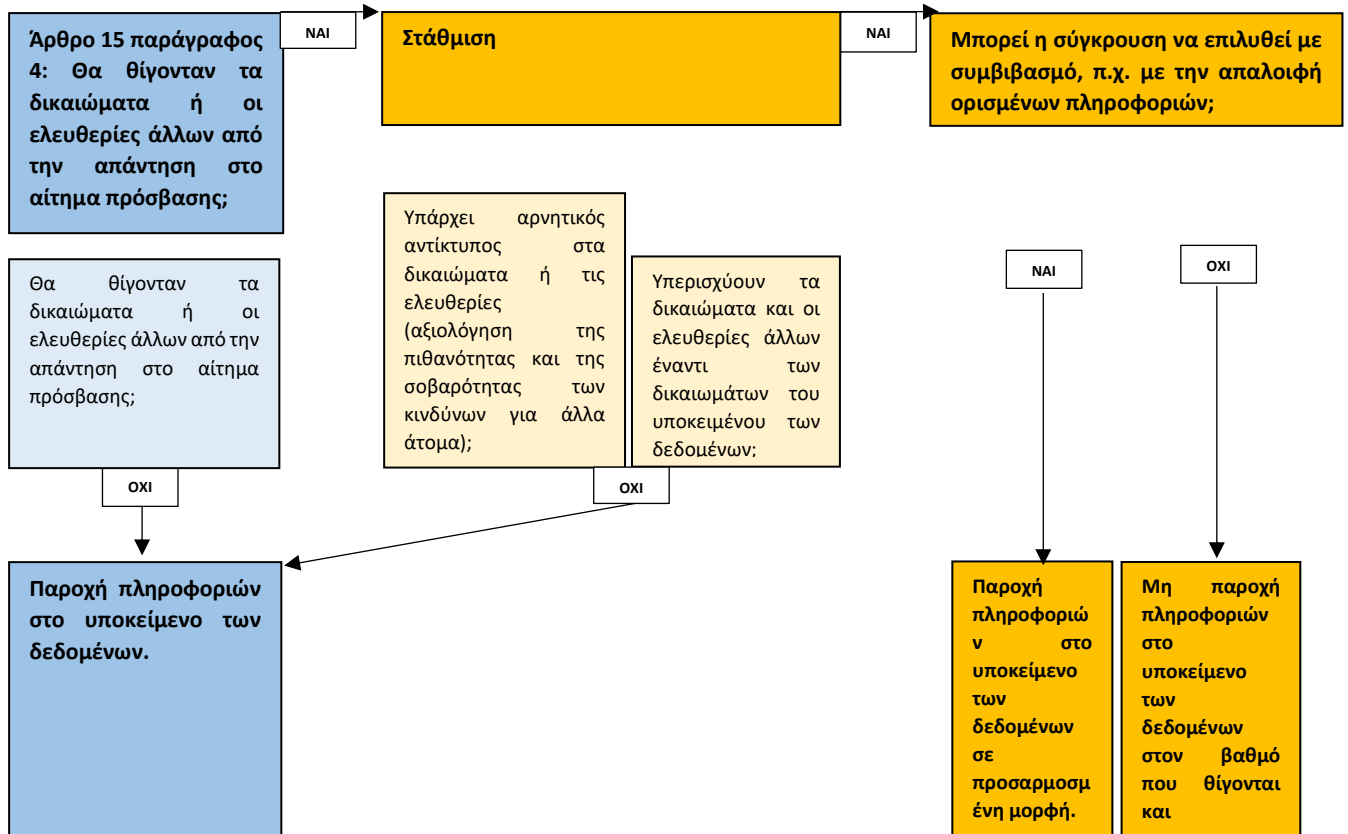 Άρθρο 15 παράγραφος
4: Θα θίγονταν τα
δικαιώματα ή οι
ελευθερίες άλλων από
την απάντηση στο
αίτημα πρόσβασης;
ΝΑΙ
Στάθμιση
ΝΑΙ
Μπορεί η σύγκρουση να επιλυθεί με
συμβιβασμό, π.χ. με την απαλοιφή
ορισμένων πληροφοριών;
Θα θίγονταν τα
δικαιώματα ή οι
ελευθερίες άλλων από την
απάντηση στο αίτημα
πρόσβασης;
Υπάρχει αρνητικός
αντίκτυπος στα
δικαιώματα ή τις
ελευθερίες
(αξιολόγηση της
πιθανότητας και της
σοβαρότητας των
κινδύνων για άλλα
άτομα);
Υπερισχύουν τα
δικαιώματα και οι
ελευθερίες άλλων
έναντι των
δικαιωμάτων του
υποκειμένου των
δεδομένων;
ΝΑΙ
ΟΧΙ
ΟΧΙ
ΟΧΙ
Παροχή πληροφοριών
στο υποκείμενο των
δεδομένων.
Παροχή
πληροφοριώ
ν στο
υποκείμενο
των
δεδομένων
σε
προσαρμοσμ
ένη μορφή.
Μη παροχή
πληροφοριών
στο
υποκείμενο
των
δεδομένων
στον βαθμό
που θίγονται
και